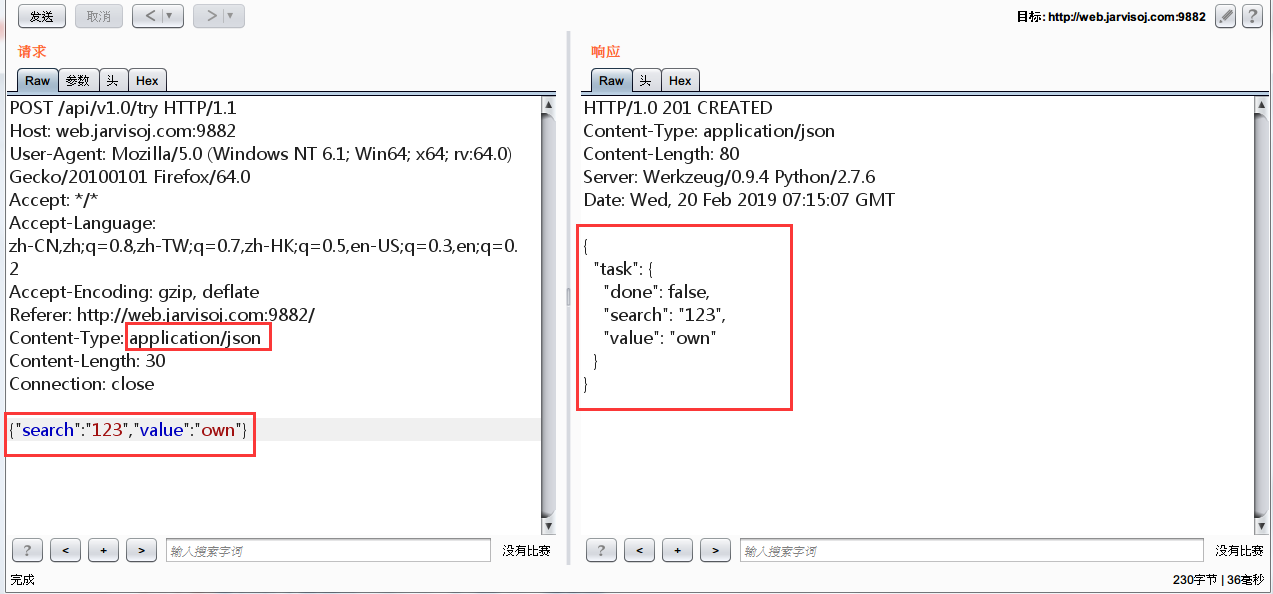 发送 取消 < ▼ > ▼ 目标: http://web.jarvisoj.com:9882 ?
请求
Raw 参数 头 Hex
POST /api/v1.0/try HTTP/1.1
Host: web.jarvisoj.com:9882
User-Agent: Mozilla/5.0 (Windows NT 6.1; Win64; x64; rv:64.0)
Gecko/20100101 Firefox/64.0
Accept: */*
Accept-Language:
zh-CN,zh;q=0.8,zh-TW;q=0.7,zh-HK;q=0.5,en-US;q=0.3,en;q=0.
2
Accept-Encoding: gzip, deflate
Referer: http://web.jarvisoj.com:9882/
Content-Type: application/json
Content-Length: 30
Connection: close
{"search":"123","value":"own"}
? < + > 输入搜索字词 没有比赛
响应
Raw 头 Hex
HTTP/1.0 201 CREATED
Content-Type: application/json
Content-Length: 80
Server: Werkzeug/0.9.4 Python/2.7.6
Date: Wed, 20 Feb 2019 07:15:07 GMT
{
"task": {
"done": false,
"search": "123",
"value": "own"
}
}
? < + > 输入搜索字词 没有比赛
完成 230字节 | 36毫秒